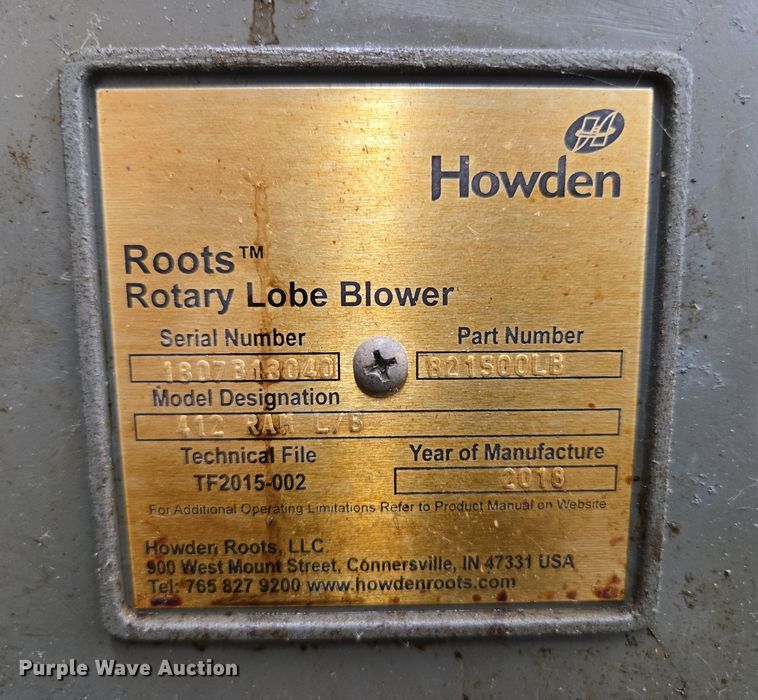 Howden
Roots™
Rotary Lobe Blower
Serial Number Part Number
821500LB
Model Designation
412 RAM L/B
Technical File Year of Manufacture
TF2015-002 2018
For Additional Operating Limitations Refer to Product Manual on Website
Howden Roots, LLC
900 West Mount Street, Connersville, IN 47331 USA
Tel: 765 827 9200 www.howdenroots.com
Purple Wave Auction